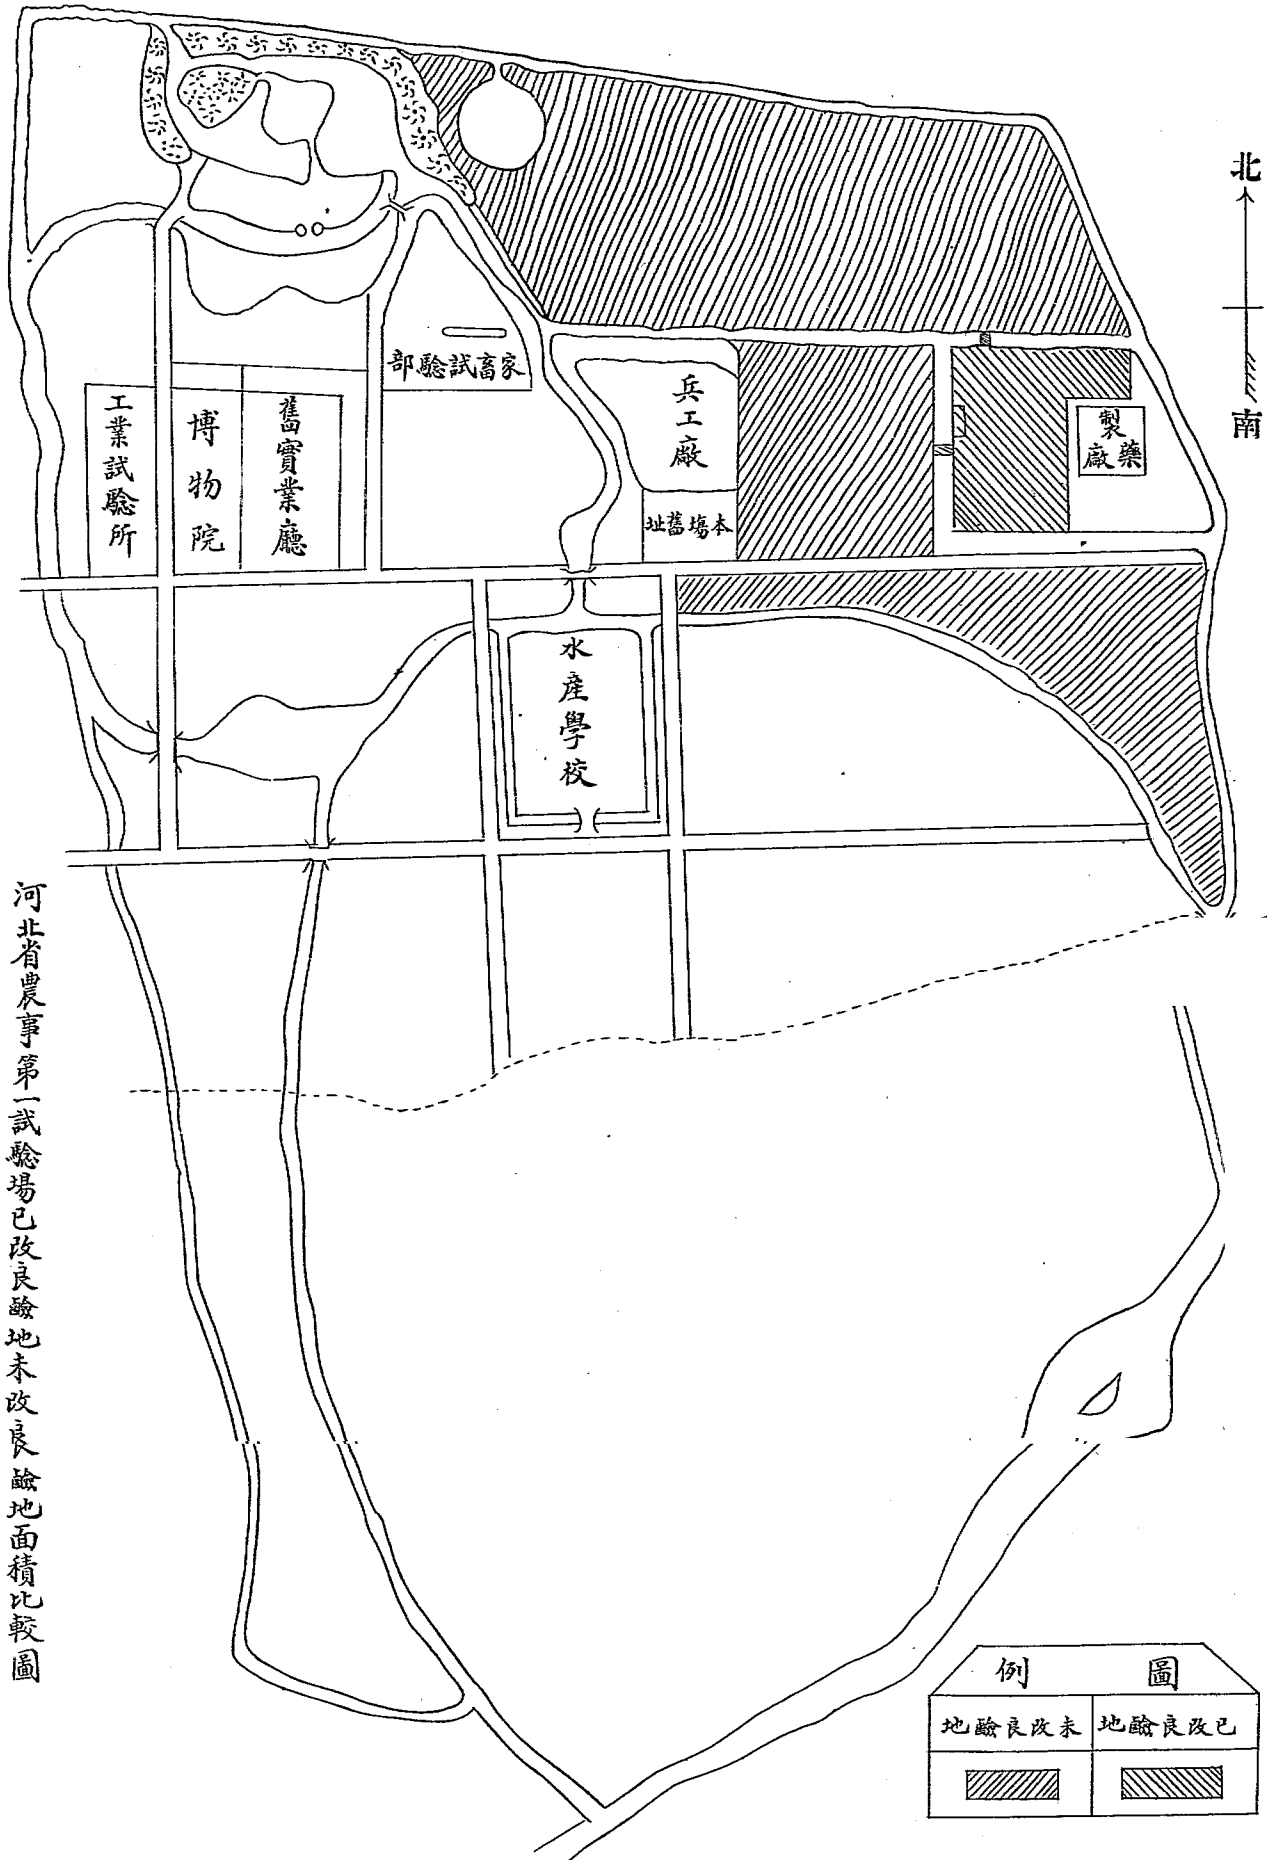 北
南
家畜試驗部
兵工廠
本塲舊址
製藥廠
工業試驗所
博物院
舊實業廳
水產學校
河北省農事第一試驗場已改良鹼地未改良鹼地面積比較圖
圖例
已改良鹼地
未改良鹼地